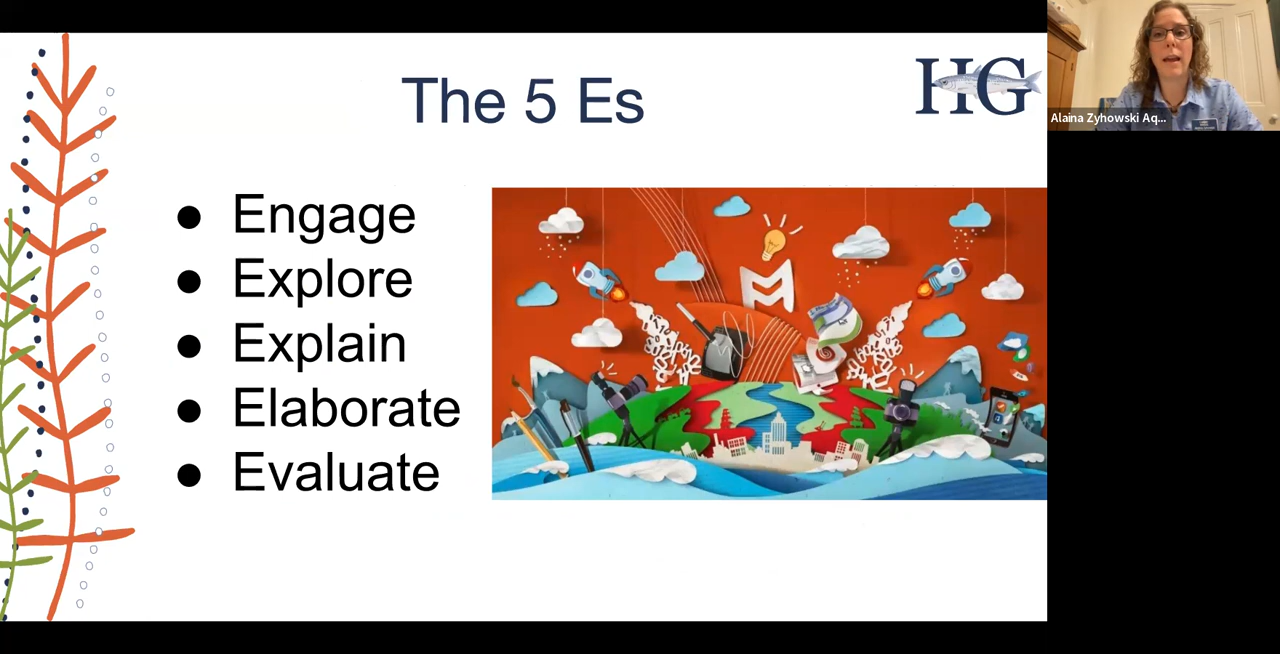 The 5 Es
HG
Alaina Zyhowski Aq...
● Engage
● Explore
● Explain
● Elaborate
● Evaluate